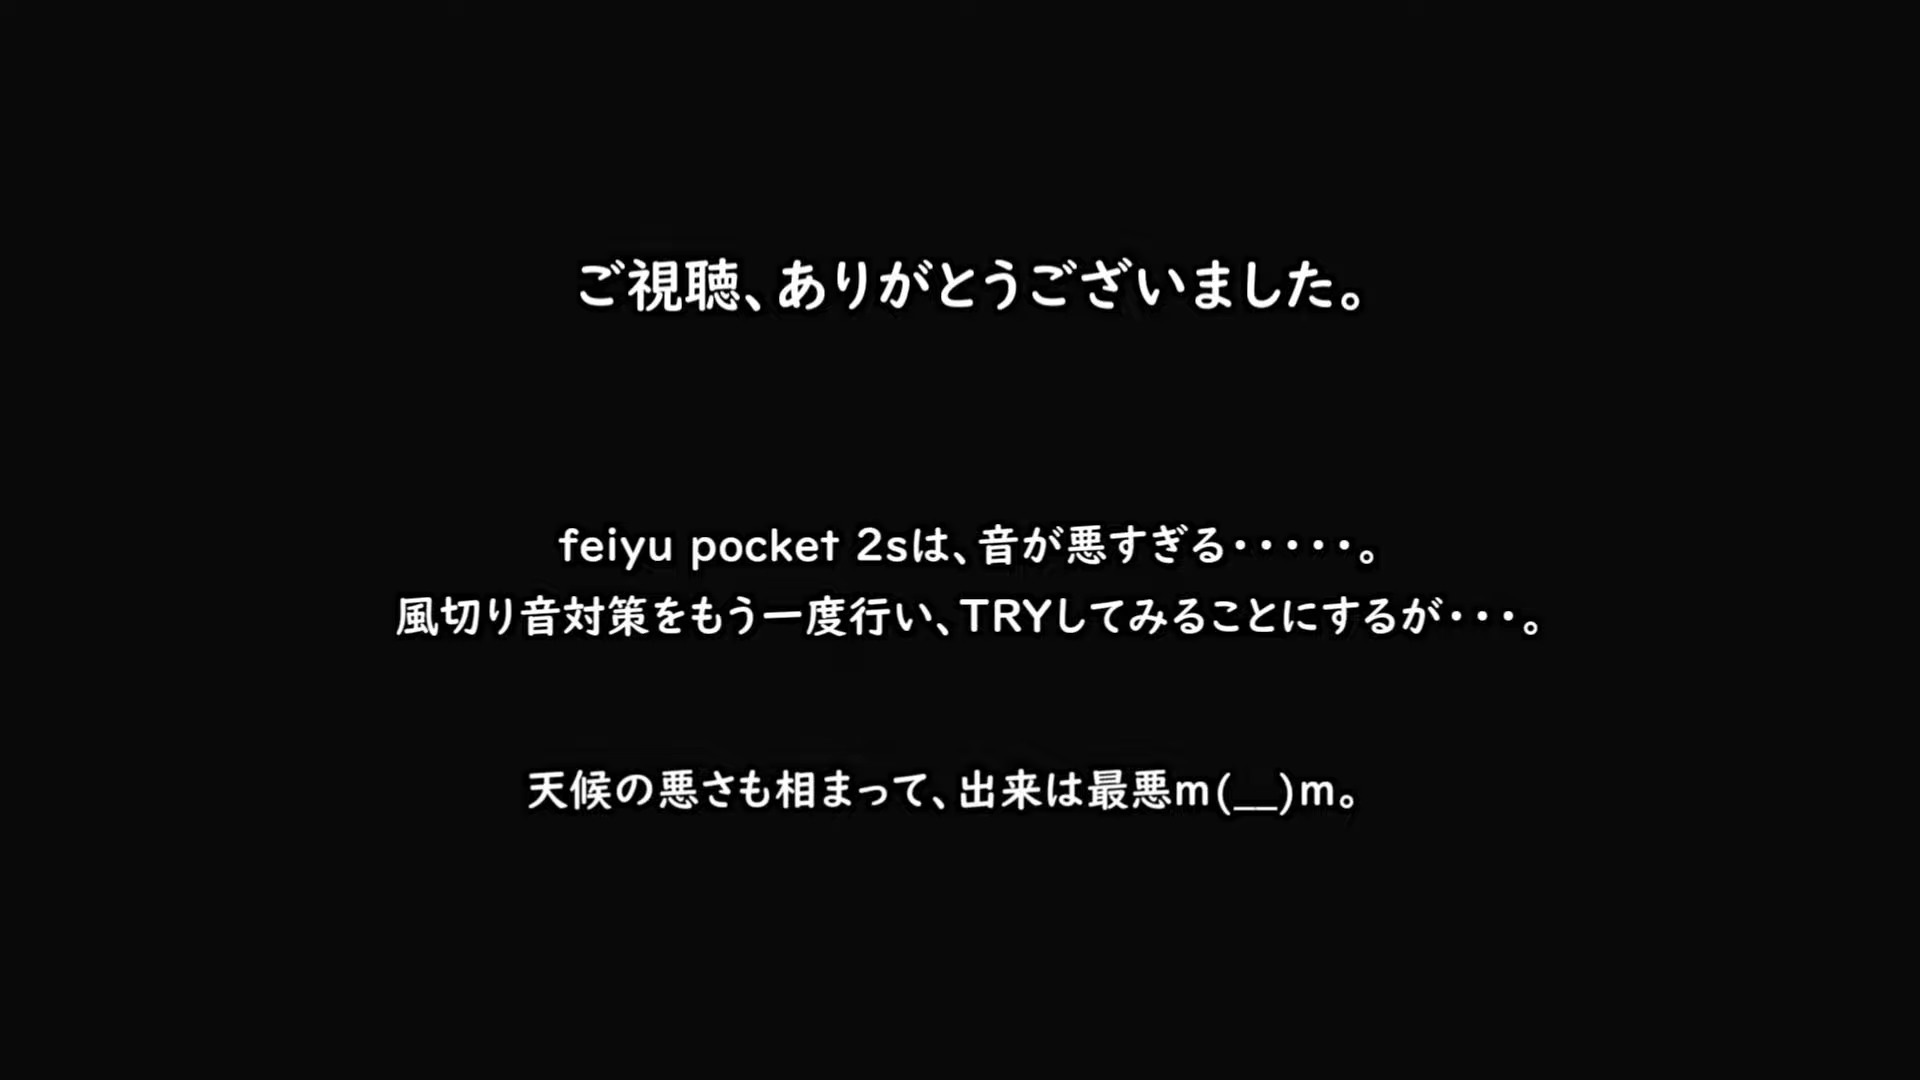 ご視聴、ありがとうございました。
feiyu pocket 2sは、音が悪すぎる・・・・・。
風切り音対策をもう一度行い、TRYしてみることにするが・・・。
天候の悪さも相まって、出来は最悪m(__)m。